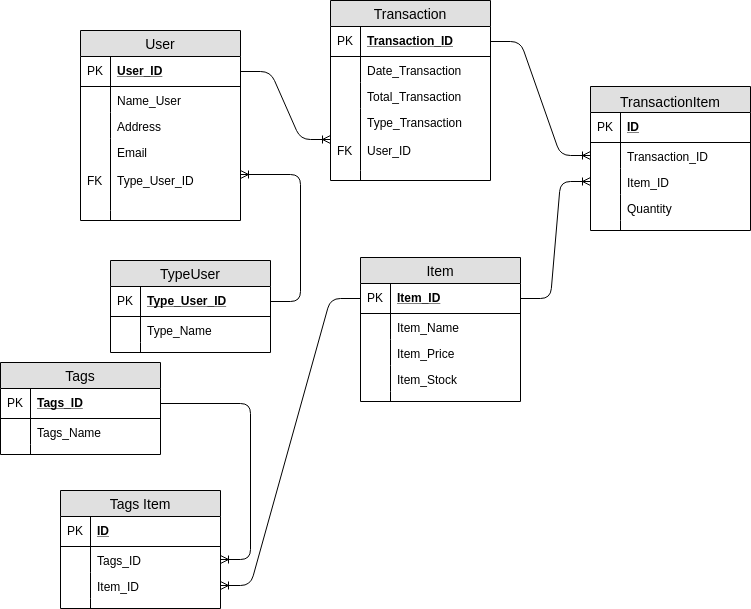 User
PK User_ID
Name_User
Address
Email
FK Type_User_ID
Transaction
PK Transaction_ID
Date_Transaction
Total_Transaction
Type_Transaction
FK User_ID
TransactionItem
PK ID
Transaction_ID
Item_ID
Quantity
TypeUser
PK Type_User_ID
Type_Name
Item
PK Item_ID
Item_Name
Item_Price
Item_Stock
Tags
PK Tags_ID
Tags_Name
Tags Item
PK ID
Tags_ID
Item_ID